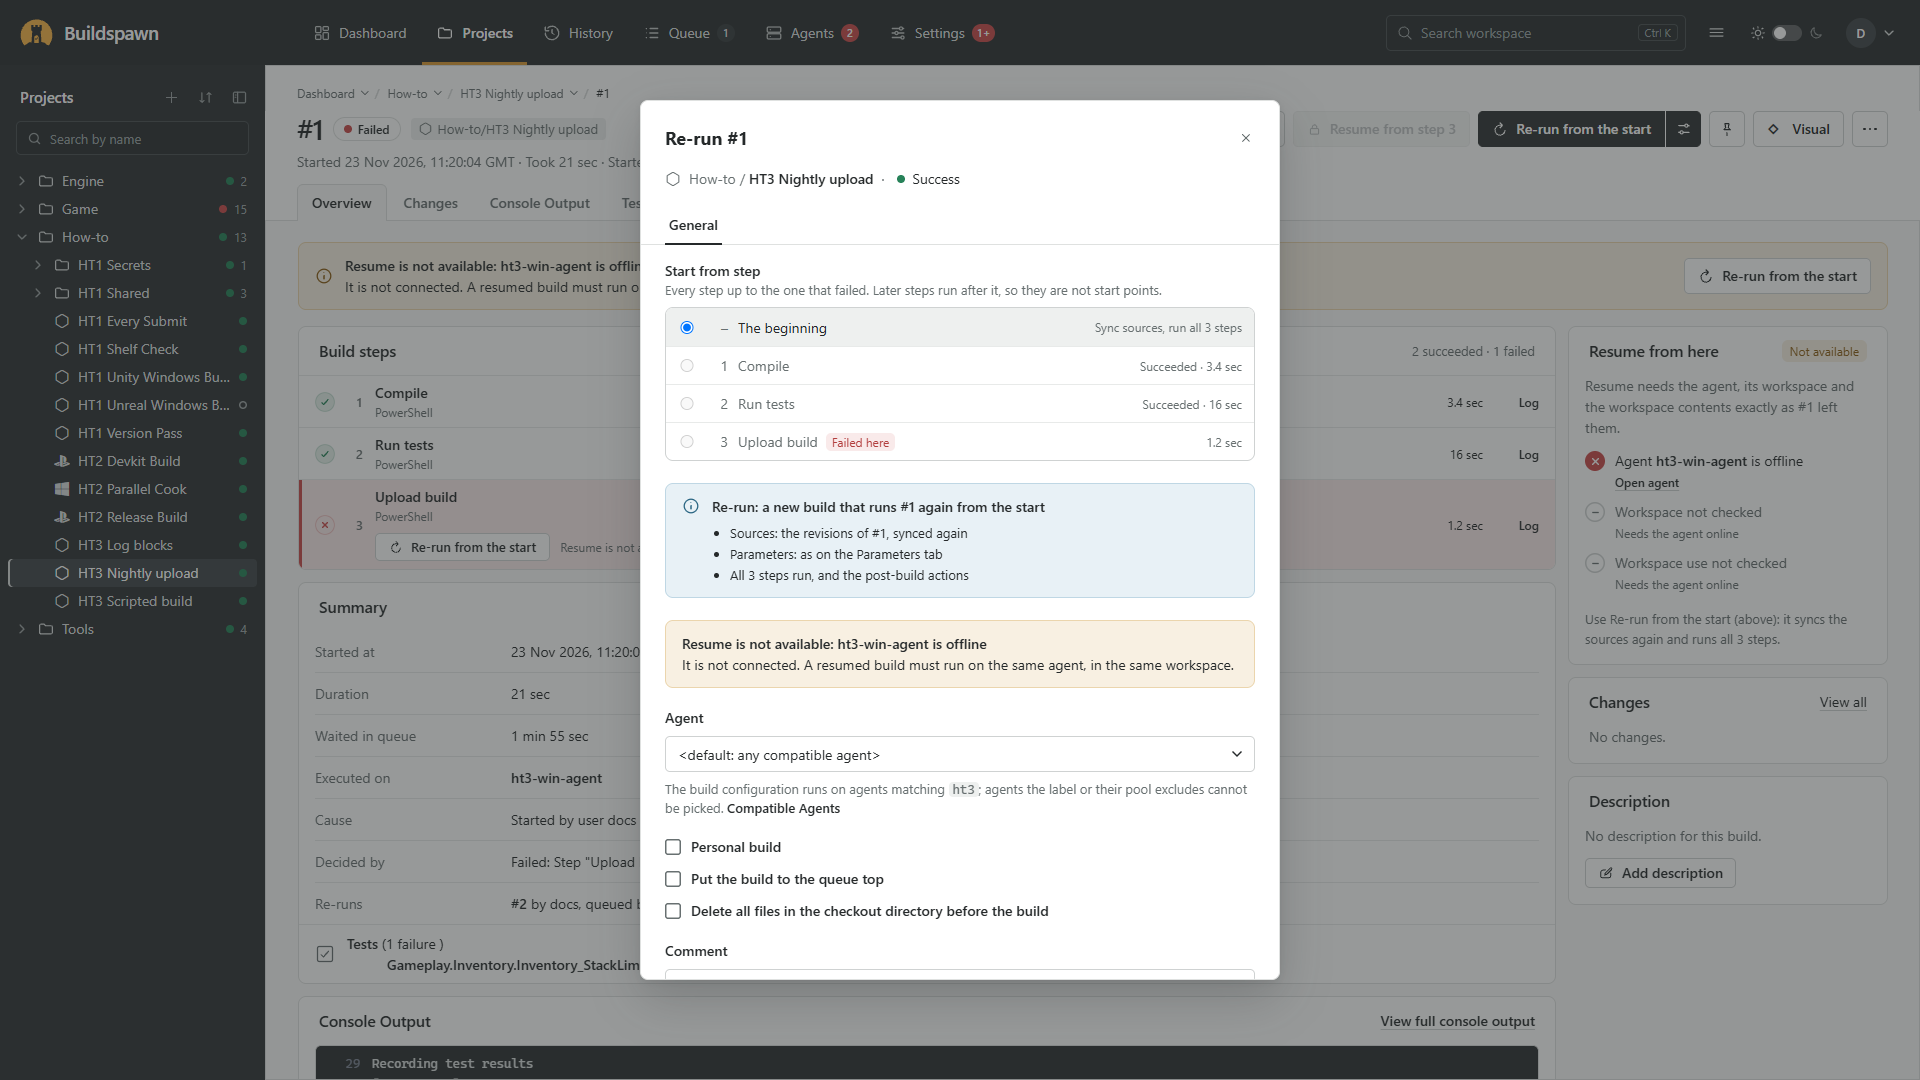 Buildspawn
Dashboard
Projects
History
Queue 1
Agents 2
Settings 1+
Search workspace Ctrl K
D
Projects
Search by name
Engine 2
Game 15
How-to 13
HT1 Secrets 1
HT1 Shared 3
HT1 Every Submit
HT1 Shelf Check
HT1 Unity Windows Bu...
HT1 Unreal Windows B...
HT1 Version Pass
HT2 Devkit Build
HT2 Parallel Cook
HT2 Release Build
HT3 Log blocks
HT3 Nightly upload
HT3 Scripted build
Tools 4
Dashboard / How-to / HT3 Nightly upload / #1
#1 Failed How-to/HT3 Nightly upload
Started 23 Nov 2026, 11:20:04 GMT · Took 21 sec · Starte
Resume from step 3
Re-run from the start
Visual
Overview Changes Console Output Tes
Resume is not available: ht3-win-agent is offlin
It is not connected. A resumed build must run o
Re-run from the start
Build steps
2 succeeded · 1 failed
1 Compile
PowerShell
3.4 sec Log
2 Run tests
PowerShell
16 sec Log
3 Upload build
PowerShell
Re-run from the start Resume is not a
1.2 sec Log
Summary
Started at 23 Nov 2026, 11:20:0
Duration 21 sec
Waited in queue 1 min 55 sec
Executed on ht3-win-agent
Cause Started by user docs
Decided by Failed: Step "Upload
Re-runs #2 by docs, queued b
Tests (1 failure )
Gameplay.Inventory.Inventory_StackLim
Console Output
View full console output
29 Recording test results
Re-run #1
How-to / HT3 Nightly upload · Success
General
Start from step
Every step up to the one that failed. Later steps run after it, so they are not start points.
– The beginning Sync sources, run all 3 steps
1 Compile Succeeded · 3.4 sec
2 Run tests Succeeded · 16 sec
3 Upload build Failed here 1.2 sec
Re-run: a new build that runs #1 again from the start
• Sources: the revisions of #1, synced again
• Parameters: as on the Parameters tab
• All 3 steps run, and the post-build actions
Resume is not available: ht3-win-agent is offline
It is not connected. A resumed build must run on the same agent, in the same workspace.
Agent
<default: any compatible agent>
The build configuration runs on agents matching ht3; agents the label or their pool excludes cannot
be picked. Compatible Agents
Personal build
Put the build to the queue top
Delete all files in the checkout directory before the build
Comment
Resume from here Not available
Resume needs the agent, its workspace and
the workspace contents exactly as #1 left
them.
Agent ht3-win-agent is offline
Open agent
Workspace not checked
Needs the agent online
Workspace use not checked
Needs the agent online
Use Re-run from the start (above): it syncs the
sources again and runs all 3 steps.
Changes View all
No changes.
Description
No description for this build.
Add description